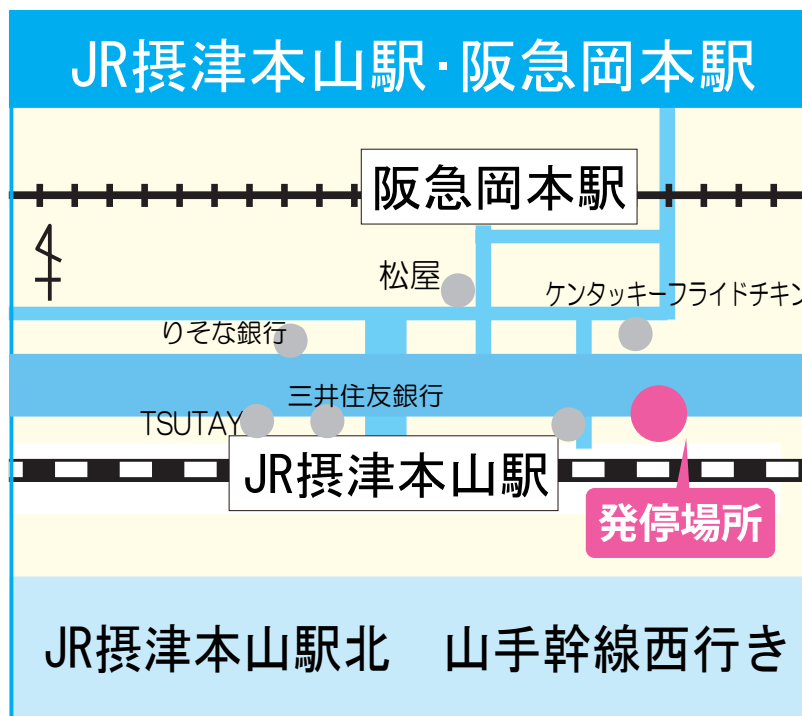 JR摂津本山駅・阪急岡本駅
阪急岡本駅
松屋
ケンタッキーフライドチキン
りそな銀行
三井住友銀行
TSUTAY
JR摂津本山駅
発停場所
JR摂津本山駅北　山手幹線西行き